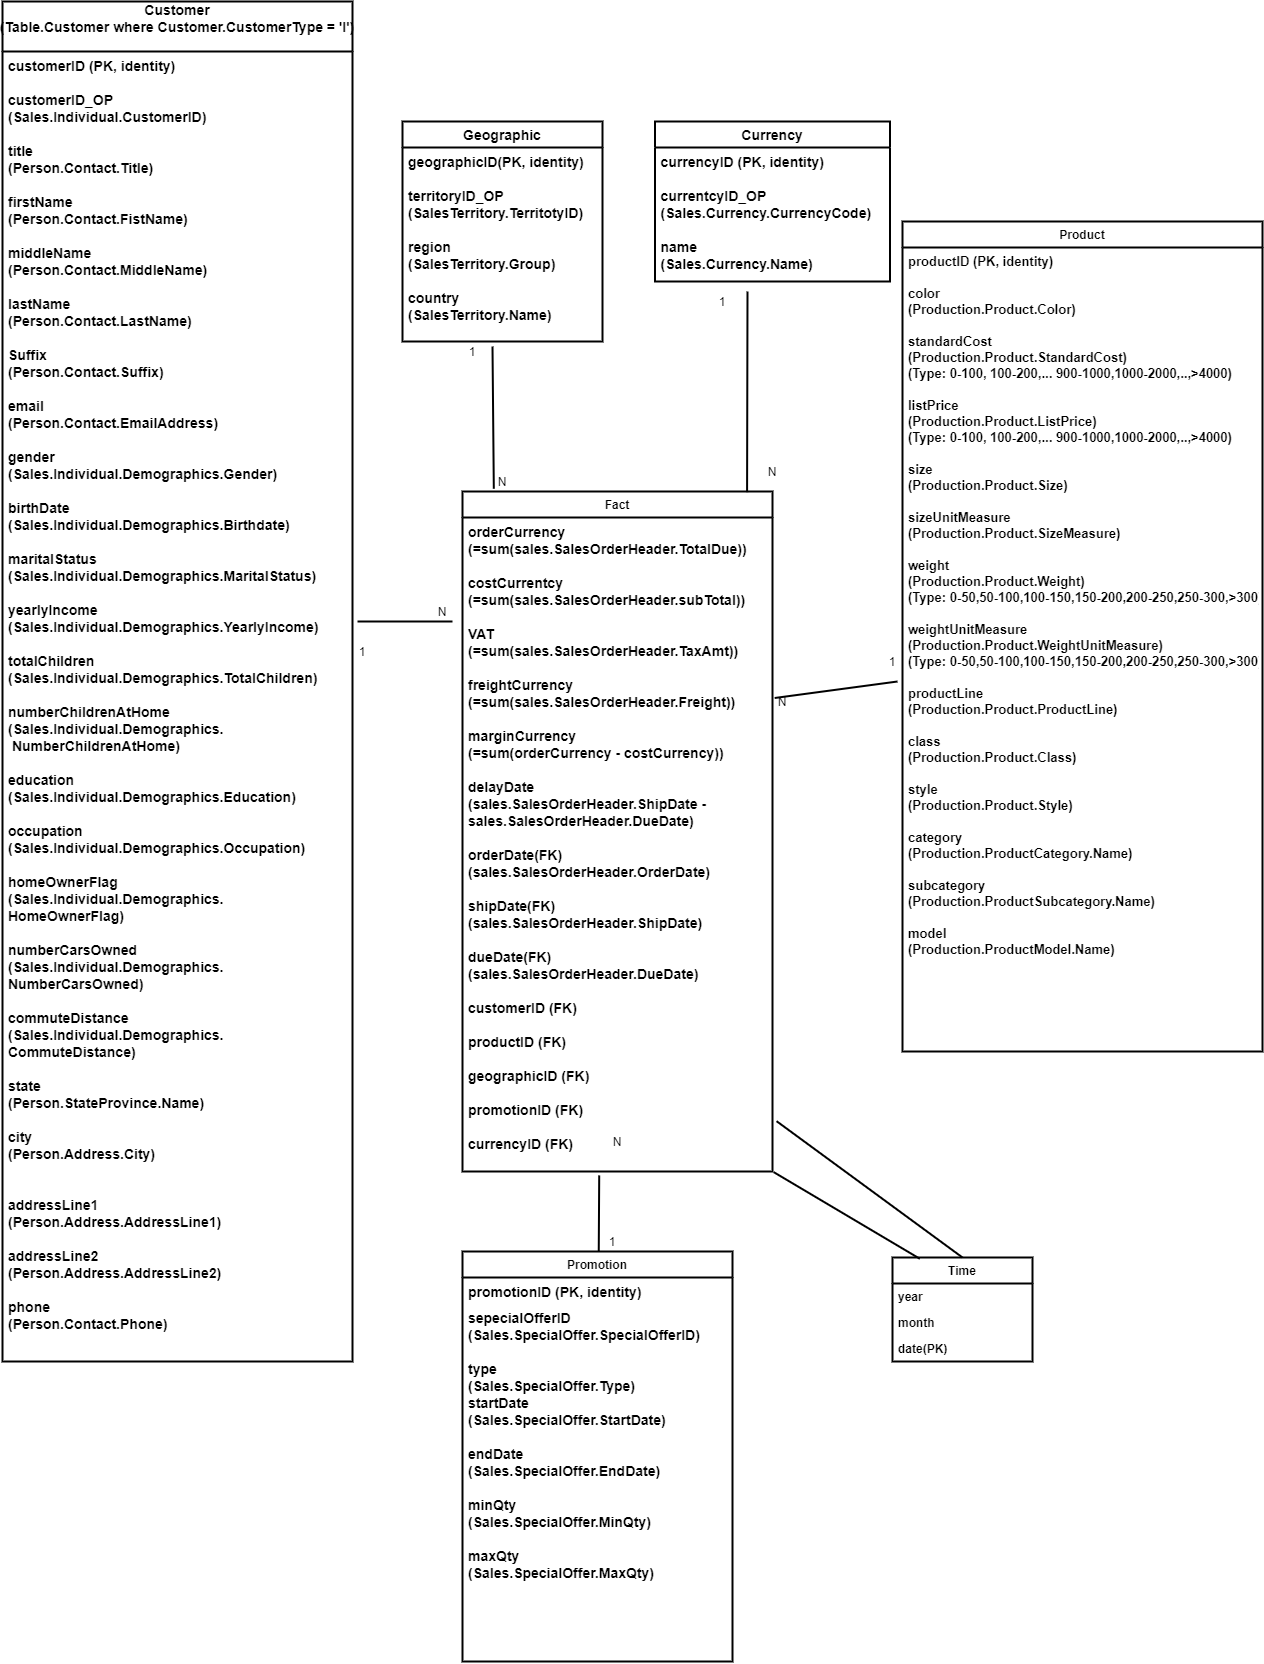 Customer
(Table.Customer where Customer.CustomerType = 'I')
customerID (PK, identity)
customerID_OP
(Sales.Individual.CustomerID)
title
(Person.Contact.Title)
firstName
(Person.Contact.FistName)
middleName
(Person.Contact.MiddleName)
lastName
(Person.Contact.LastName)
Suffix
(Person.Contact.Suffix)
email
(Person.Contact.EmailAddress)
gender
(Sales.Individual.Demographics.Gender)
birthDate
(Sales.Individual.Demographics.Birthdate)
maritalStatus
(Sales.Individual.Demographics.MaritalStatus)
yearlyIncome
(Sales.Individual.Demographics.YearlyIncome)
totalChildren
(Sales.Individual.Demographics.TotalChildren)
numberChildrenAtHome
(Sales.Individual.Demographics.
NumberChildrenAtHome)
education
(Sales.Individual.Demographics.Education)
occupation
(Sales.Individual.Demographics.Occupation)
homeOwnerFlag
(Sales.Individual.Demographics.
HomeOwnerFlag)
numberCarsOwned
(Sales.Individual.Demographics.
NumberCarsOwned)
commuteDistance
(Sales.Individual.Demographics.
CommuteDistance)
state
(Person.StateProvince.Name)
city
(Person.Address.City)
addressLine1
(Person.Address.AddressLine1)
addressLine2
(Person.Address.AddressLine2)
phone
(Person.Contact.Phone)
1
N
Geographic
geographicID(PK, identity)
territoryID_OP
(SalesTerritory.TerritotyID)
region
(SalesTerritory.Group)
country
(SalesTerritory.Name)
1
N
Currency
currencyID (PK, identity)
currentcyID_OP
(Sales.Currency.CurrencyCode)
name
(Sales.Currency.Name)
1
N
Fact
orderCurrency
(=sum(sales.SalesOrderHeader.TotalDue))
costCurrentcy
(=sum(sales.SalesOrderHeader.subTotal))
VAT
(=sum(sales.SalesOrderHeader.TaxAmt))
freightCurrency
(=sum(sales.SalesOrderHeader.Freight))
marginCurrency
(=sum(orderCurrency - costCurrency))
delayDate
(sales.SalesOrderHeader.ShipDate -
sales.SalesOrderHeader.DueDate)
orderDate(FK)
(sales.SalesOrderHeader.OrderDate)
shipDate(FK)
(sales.SalesOrderHeader.ShipDate)
dueDate(FK)
(sales.SalesOrderHeader.DueDate)
customerID (FK)
productID (FK)
geographicID (FK)
promotionID (FK)
currencyID (FK)
N
1
N
1
Product
productID (PK, identity)
color
(Production.Product.Color)
standardCost
(Production.Product.StandardCost)
(Type: 0-100, 100-200,... 900-1000,1000-2000,..,>4000)
listPrice
(Production.Product.ListPrice)
(Type: 0-100, 100-200,... 900-1000,1000-2000,..,>4000)
size
(Production.Product.Size)
sizeUnitMeasure
(Production.Product.SizeMeasure)
weight
(Production.Product.Weight)
(Type: 0-50,50-100,100-150,150-200,200-250,250-300,>300
weightUnitMeasure
(Production.Product.WeightUnitMeasure)
(Type: 0-50,50-100,100-150,150-200,200-250,250-300,>300
productLine
(Production.Product.ProductLine)
class
(Production.Product.Class)
style
(Production.Product.Style)
category
(Production.ProductCategory.Name)
subcategory
(Production.ProductSubcategory.Name)
model
(Production.ProductModel.Name)
Promotion
promotionID (PK, identity)
sepecialOfferID
(Sales.SpecialOffer.SpecialOfferID)
type
(Sales.SpecialOffer.Type)
startDate
(Sales.SpecialOffer.StartDate)
endDate
(Sales.SpecialOffer.EndDate)
minQty
(Sales.SpecialOffer.MinQty)
maxQty
(Sales.SpecialOffer.MaxQty)
Time
year
month
date(PK)